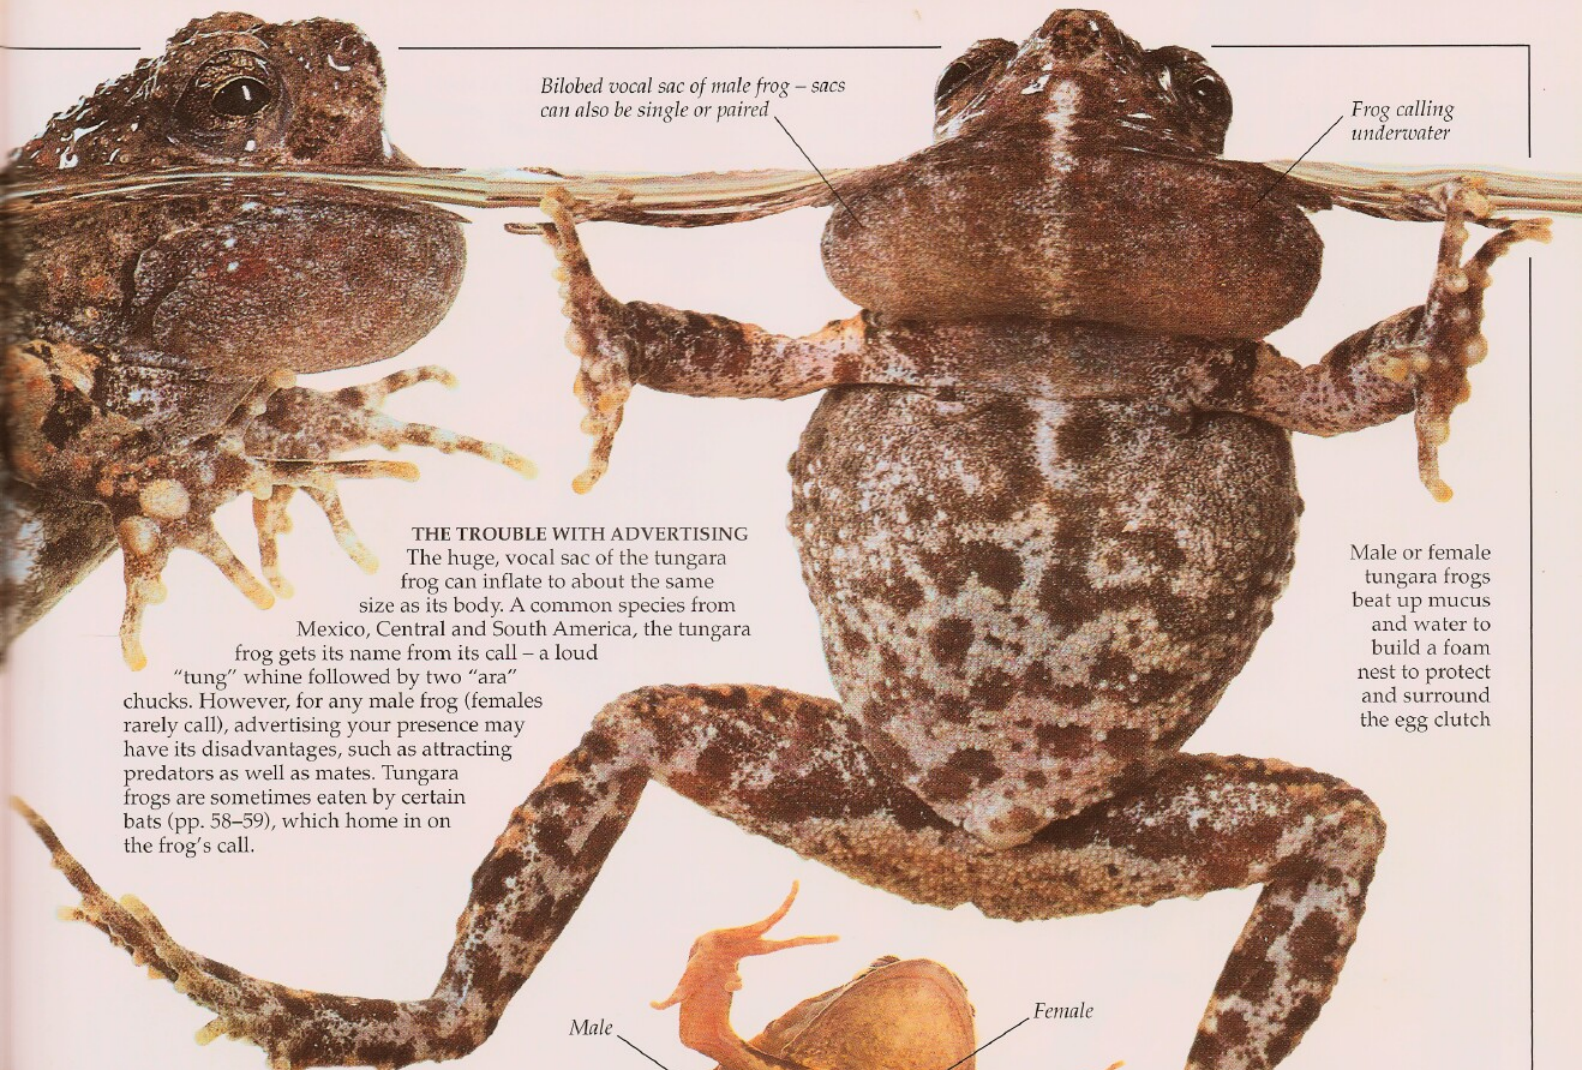 Bilobed vocal sac of male frog – sacs
can also be single or paired
Frog calling
underwater
THE TROUBLE WITH ADVERTISING
The huge, vocal sac of the tungara
frog can inflate to about the same
size as its body. A common species from
Mexico, Central and South America, the tungara
frog gets its name from its call – a loud
“tung” whine followed by two “ara”
chucks. However, for any male frog (females
rarely call), advertising your presence may
have its disadvantages, such as attracting
predators as well as mates. Tungara
frogs are sometimes eaten by certain
bats (pp. 58–59), which home in on
the frog’s call.
Male or female
tungara frogs
beat up mucus
and water to
build a foam
nest to protect
and surround
the egg clutch
Male
Female